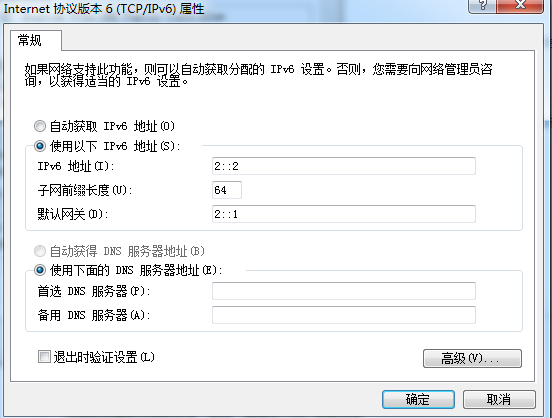 Internet 协议版本 6 (TCP/IPv6) 属性
常规
如果网络支持此功能，则可以自动获取分配的 IPv6 设置。否则，您需要向网络管理员咨
询，以获得适当的 IPv6 设置。
自动获取 IPv6 地址(O)
使用以下 IPv6 地址(S):
IPv6 地址(I): 2::2
子网前缀长度(U): 64
默认网关(D): 2::1
自动获得 DNS 服务器地址(B)
使用下面的 DNS 服务器地址(E):
首选 DNS 服务器(P):
备用 DNS 服务器(A):
退出时验证设置(L)
高级(V)...
确定 取消